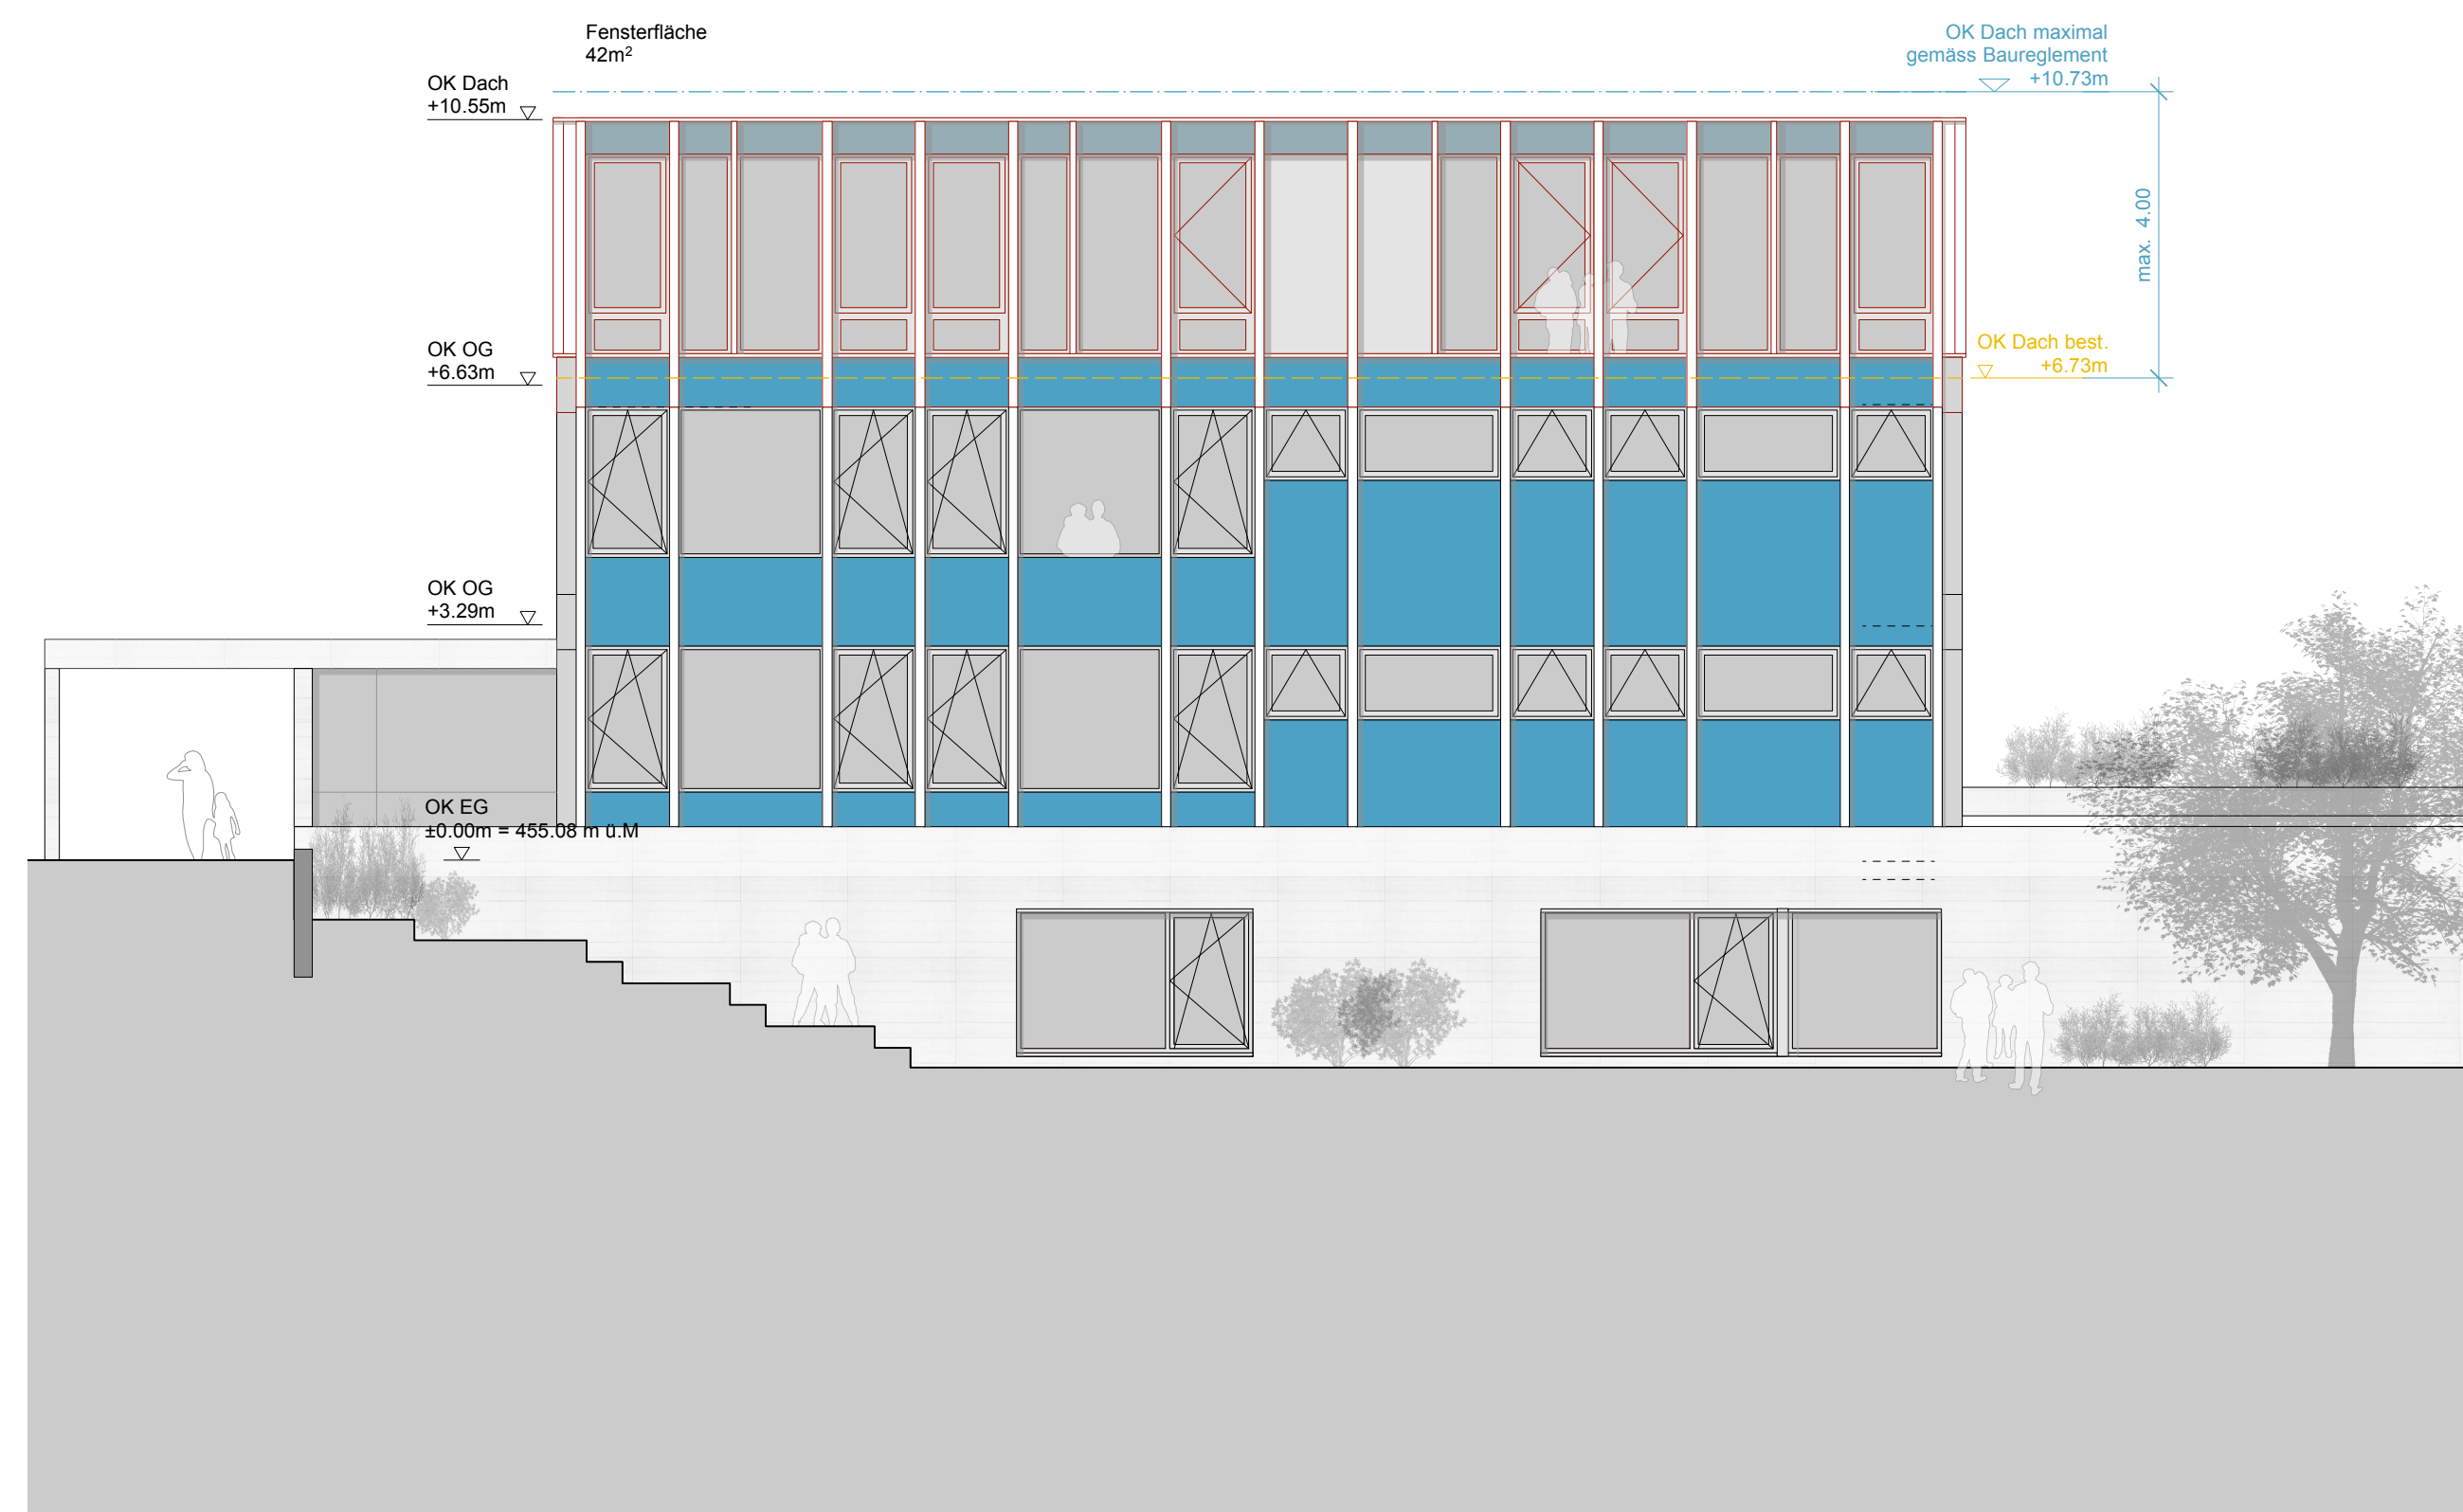 Fensterfläche
42m²
OK Dach maximal
gemäss Baureglement
+10.73m
OK Dach
+10.55m
max. 4.00
OK OG
+6.63m
OK Dach best.
+6.73m
OK OG
+3.29m
OK EG
±0.00m = 455.08 m ü.M